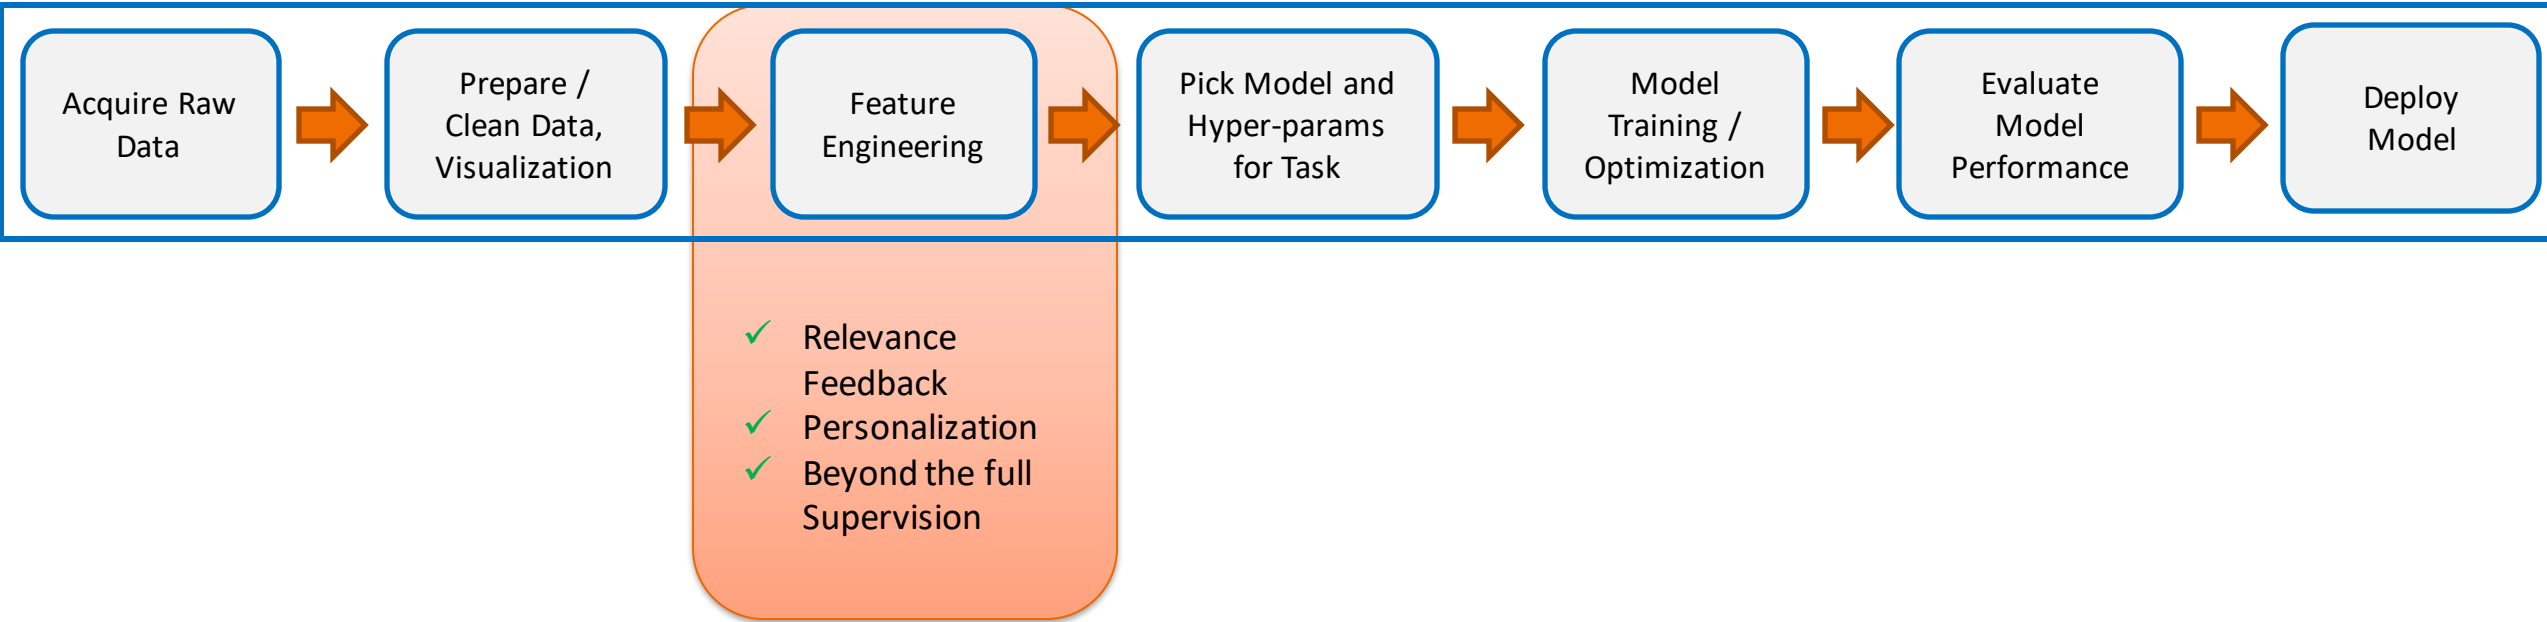 Acquire Raw
Data
Prepare /
Clean Data,
Visualization
Feature
Engineering
Pick Model and
Hyper-params
for Task
Model
Training /
Optimization
Evaluate
Model
Performance
Deploy
Model
✓ Relevance
Feedback
✓ Personalization
✓ Beyond the full
Supervision